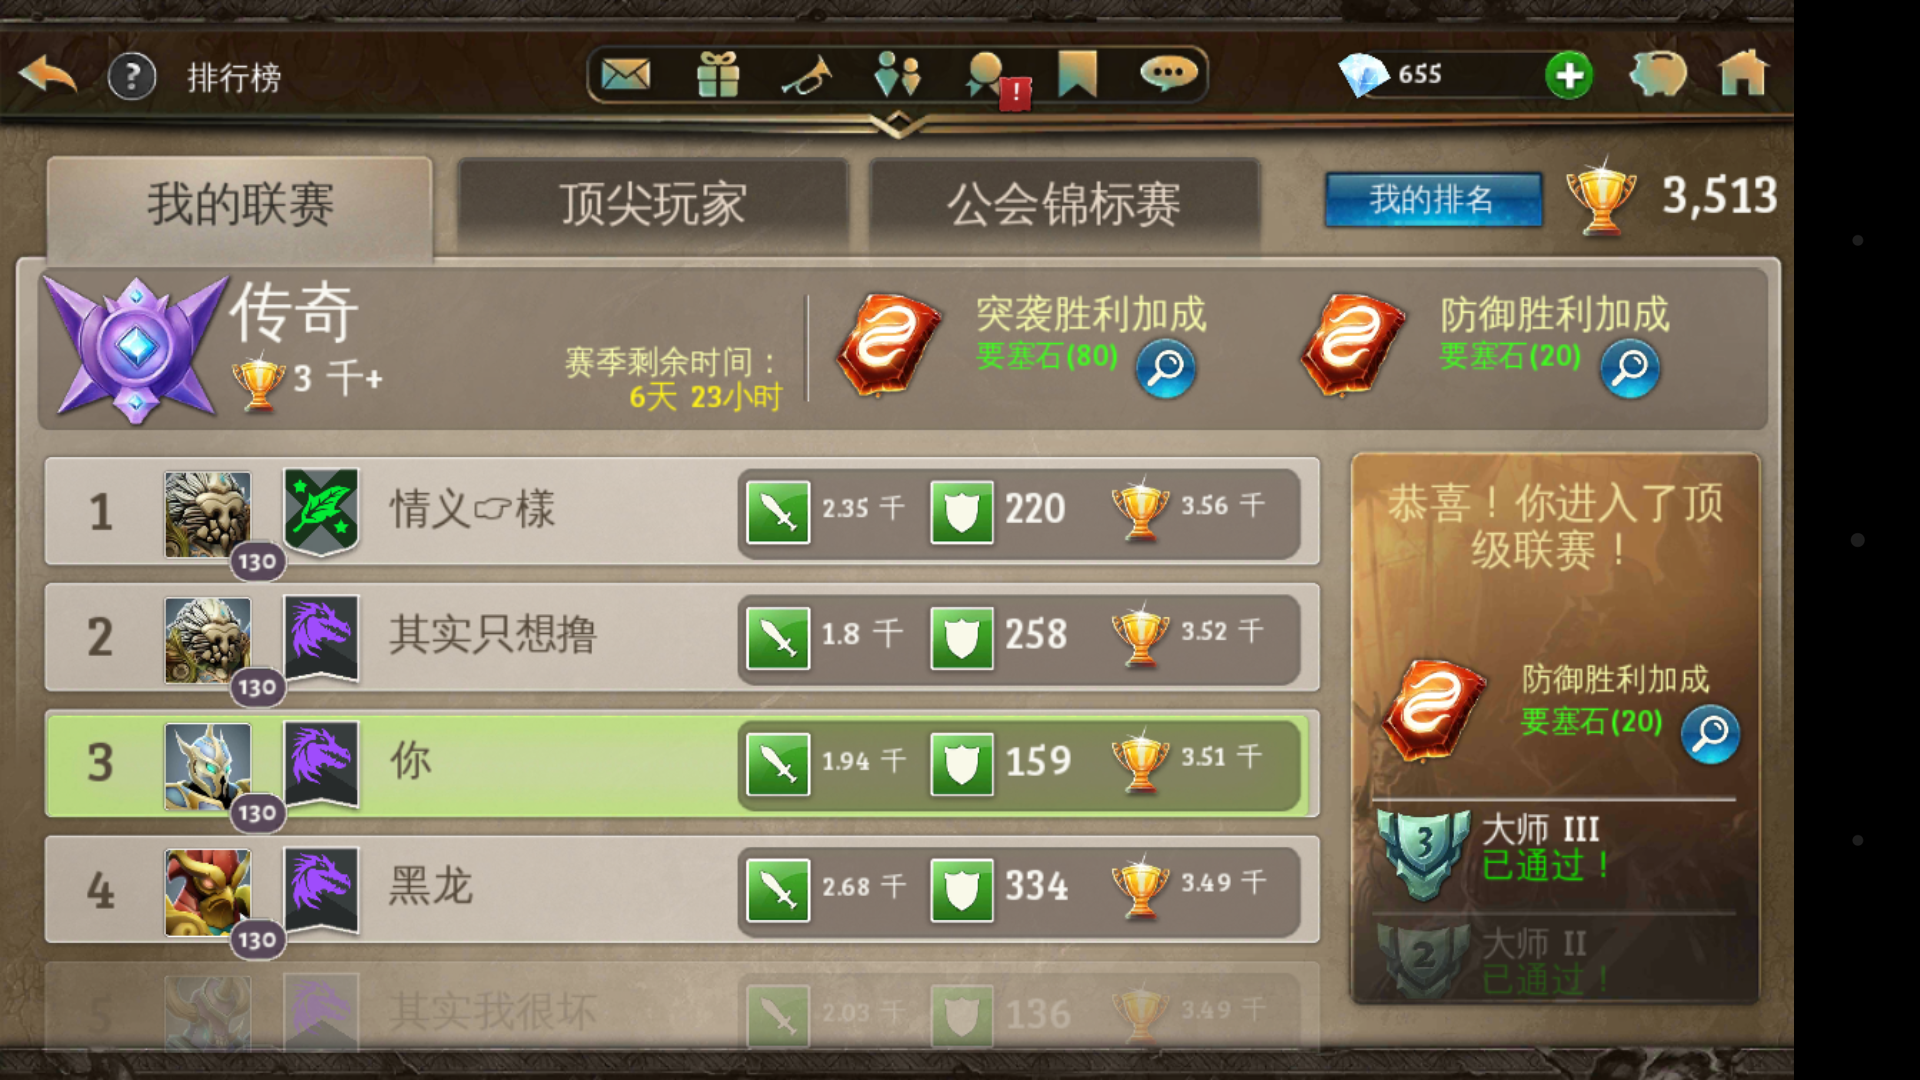 排行榜
655
我的联赛
顶尖玩家
公会锦标赛
我的排名
3,513
传奇
3 千+
赛季剩余时间：
6天 23小时
突袭胜利加成
要塞石(80)
防御胜利加成
要塞石(20)
1 130 情义👉樣 2.35 千 220 3.56 千
2 130 其实只想撸 1.8 千 258 3.52 千
3 130 你 1.94 千 159 3.51 千
4 130 黑龙 2.68 千 334 3.49 千
5 其实我很坏 2.03 千 136 3.49 千
恭喜！你进入了顶
级联赛！
防御胜利加成
要塞石(20)
3 大师 III
已通过！
2 大师 II
已通过！